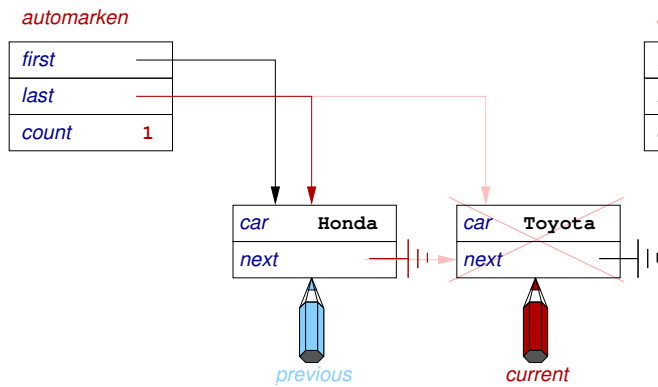 automarken
first
last
count 1
car Honda
car Toyota
next
next
previous
current